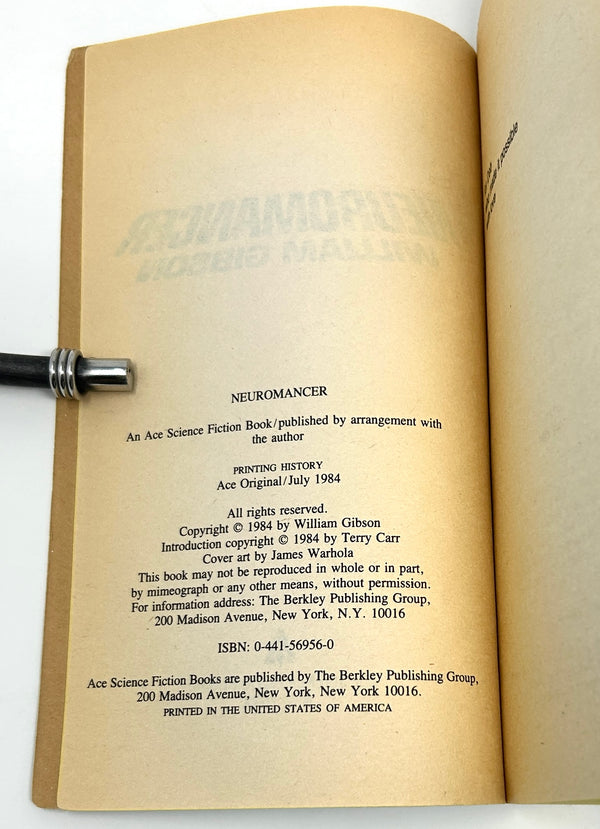 NEUROMANCER
WILLIAM GIBSON
NEUROMANCER
An Ace Science Fiction Book/published by arrangement with
the author
PRINTING HISTORY
Ace Original/July 1984
All rights reserved.
Copyright © 1984 by William Gibson
Introduction copyright © 1984 by Terry Carr
Cover art by James Warhola
This book may not be reproduced in whole or in part,
by mimeograph or any other means, without permission.
For information address: The Berkley Publishing Group,
200 Madison Avenue, New York, N.Y. 10016
ISBN: 0-441-56956-0
Ace Science Fiction Books are published by The Berkley Publishing Group,
200 Madison Avenue, New York, New York 10016.
PRINTED IN THE UNITED STATES OF AMERICA
possible